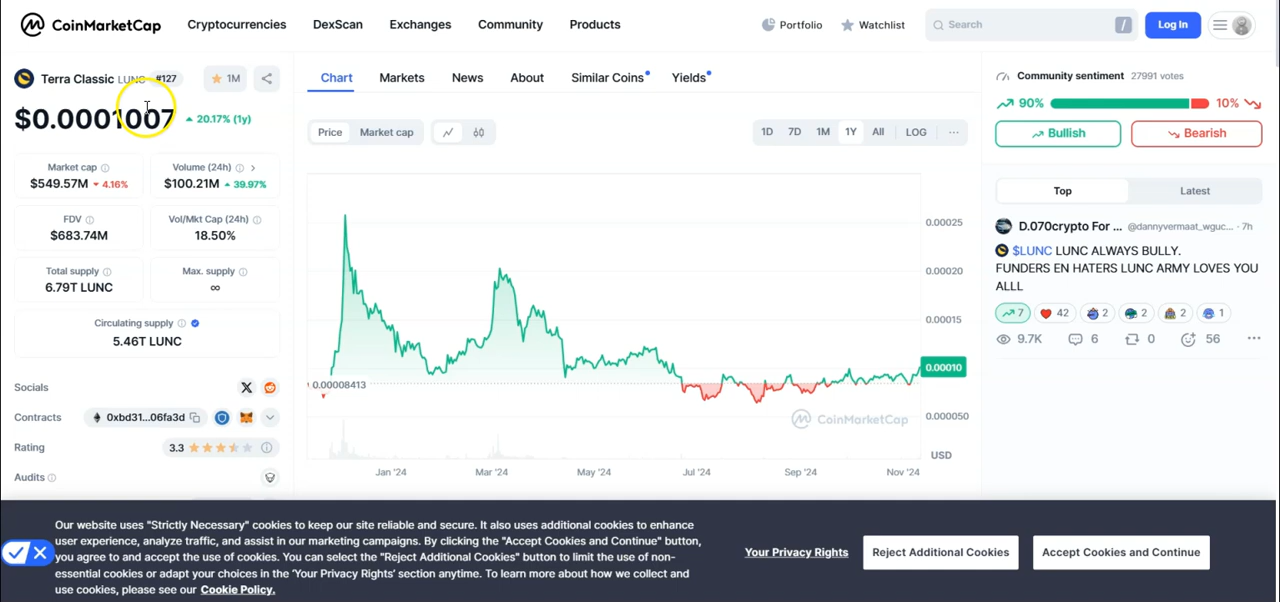 CoinMarketCap
Cryptocurrencies
DexScan
Exchanges
Community
Products
Portfolio
Watchlist
Search
/
Log In
Terra Classic LUNC #127
1M
$0.0001007
20.17% (1y)
Market cap
$549.57M 4.16%
Volume (24h)
$100.21M 39.97%
FDV
$683.74M
Vol/Mkt Cap (24h)
18.50%
Total supply
6.79T LUNC
Max. supply
∞
Circulating supply
5.46T LUNC
Socials
Contracts
0xbd31...06fa3d
Rating
3.3
Audits
Chart
Markets
News
About
Similar Coins
Yields
Price
Market cap
1D
7D
1M
1Y
All
LOG
...
0.00025
0.00020
0.00015
0.00010
0.000050
0.00008413
CoinMarketCap
USD
Jan '24
Mar '24
May '24
Jul '24
Sep '24
Nov '24
Community sentiment 27991 votes
90%
10%
Bullish
Bearish
Top
Latest
D.070crypto For ... @dannyvermaat_wguc... · 7h
$LUNC LUNC ALWAYS BULLY.
FUNDERS EN HATERS LUNC ARMY LOVES YOU
ALLL
7
42
2
2
2
1
9.7K
6
0
56
...
Our website uses "Strictly Necessary" cookies to keep our site reliable and secure. It also uses additional cookies to enhance
user experience, analyze traffic, and assist in our marketing campaigns. By clicking the "Accept Cookies and Continue" button,
you agree to and accept the use of cookies. You can select the "Reject Additional Cookies" button to limit the use of non-
essential cookies or adapt your choices in the 'Your Privacy Rights' section anytime. To learn more about how we collect and
use cookies, please see our Cookie Policy.
Your Privacy Rights
Reject Additional Cookies
Accept Cookies and Continue